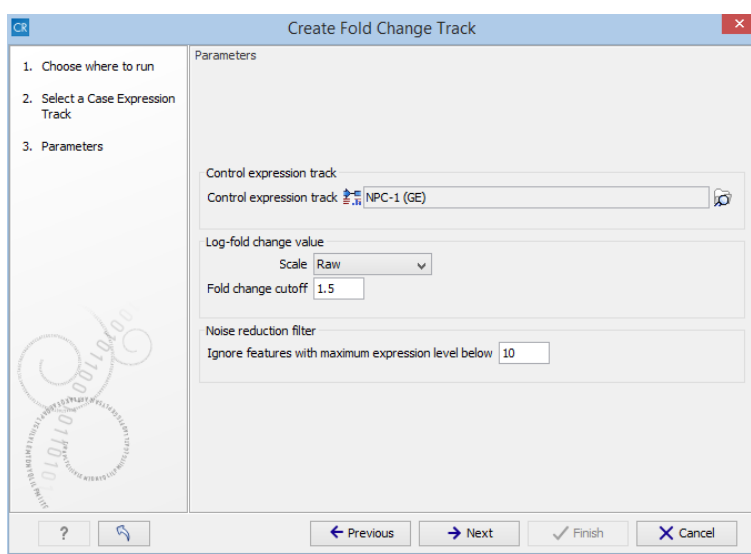 CR
Create Fold Change Track
1. Choose where to run
2. Select a Case Expression
Track
3. Parameters
Parameters
Control expression track
Control expression track NPC-1 (GE)
Log-fold change value
Scale Raw
Fold change cutoff 1.5
Noise reduction filter
Ignore features with maximum expression level below 10
? Previous Next Finish Cancel